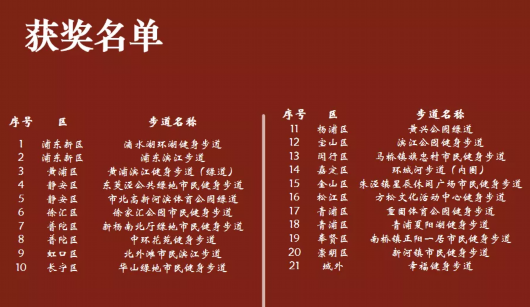 获奖名单
序号 区 步道名称
1 浦东新区 滴水湖环湖健身步道
2 浦东新区 浦东滨江步道
3 黄浦区 黄浦滨江健身步道（绿道）
4 静安区 东茭泾公共绿地市民健身步道
5 静安区 市北高新河滨体育公园绿道
6 徐汇区 徐家汇公园市民健身步道
7 普陀区 新杨南北厅绿地市民健身步道
8 普陀区 中环花苑健身步道
9 虹口区 北外滩市民滨江步道
10 长宁区 华山绿地市民健身步道
序号 区 步道名称
11 杨浦区 黄兴公园绿道
12 宝山区 滨江公园健身步道
13 闵行区 马桥镇旗忠村市民健身步道
14 嘉定区 环城河步道（内圈）
15 金山区 朱泾镇星辰休闲广场市民健身步道
16 松江区 方松文化活动中心健身步道
17 青浦区 重固体育公园健身步道
18 青浦区 青浦夏阳湖健身步道
19 奉贤区 南桥镇正阳一居市民健身步道
20 崇明区 新河镇市民健身步道
21 域外 幸福健身步道